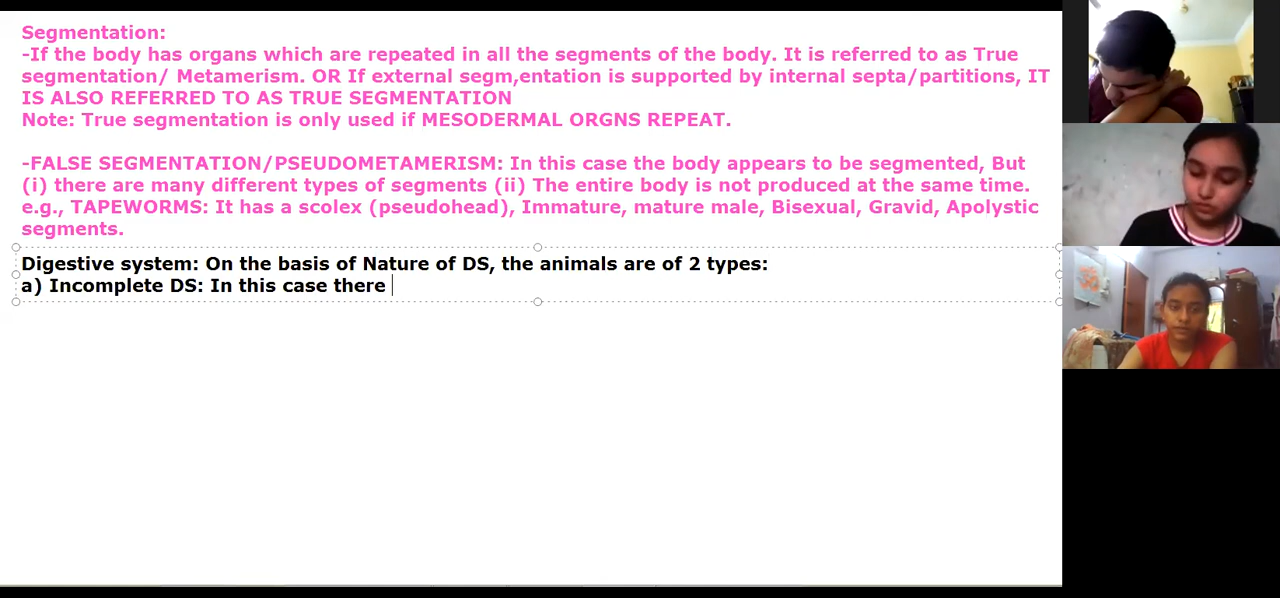 Segmentation:
-If the body has organs which are repeated in all the segments of the body. It is referred to as True
segmentation/ Metamerism. OR If external segm,entation is supported by internal septa/partitions, IT
IS ALSO REFERRED TO AS TRUE SEGMENTATION
Note: True segmentation is only used if MESODERMAL ORGNS REPEAT.
-FALSE SEGMENTATION/PSEUDOMETAMERISM: In this case the body appears to be segmented, But
(i) there are many different types of segments (ii) The entire body is not produced at the same time.
e.g., TAPEWORMS: It has a scolex (pseudohead), Immature, mature male, Bisexual, Gravid, Apolystic
segments.
Digestive system: On the basis of Nature of DS, the animals are of 2 types:
a) Incomplete DS: In this case there